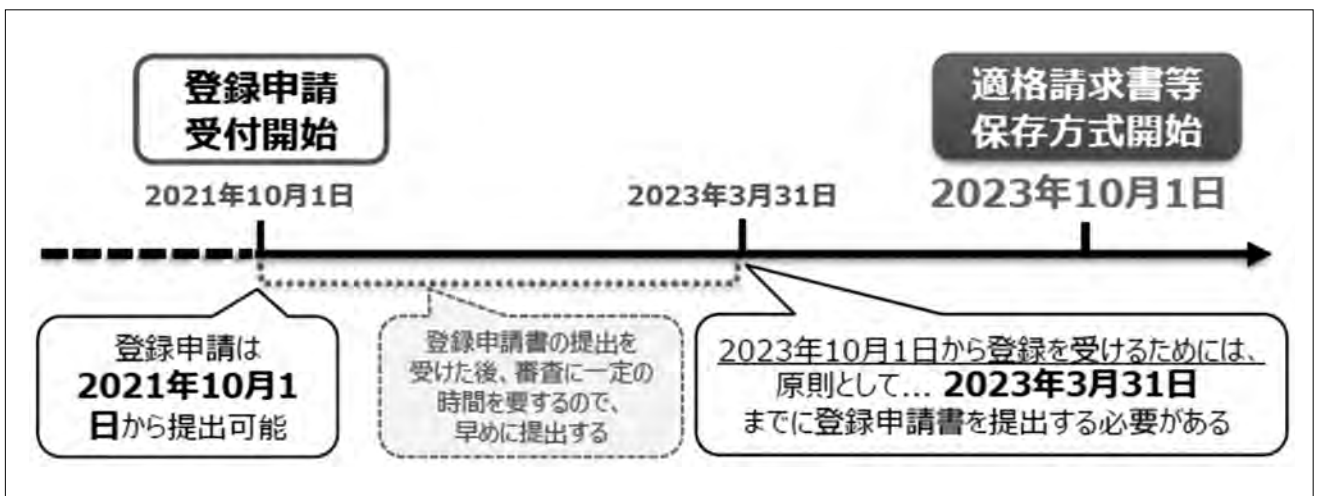 登録申請
受付開始
2021年10月1日
2023年3月31日
適格請求書等
保存方式開始
2023年10月1日
登録申請は
2021年10月1
日から提出可能
登録申請書の提出を
受けた後、審査に一定の
時間を要するので、
早めに提出する
2023年10月1日から登録を受けるためには、
原則として… 2023年3月31日
までに登録申請書を提出する必要がある